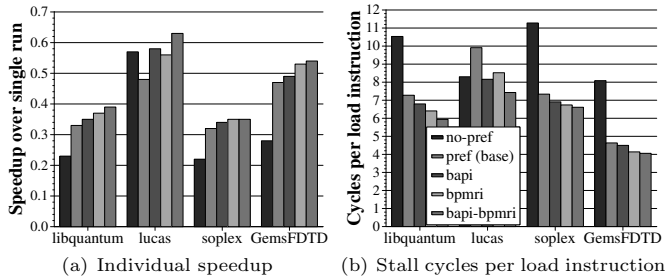 Speedup over single run
0.7
0.6
0.5
0.4
0.3
0.2
0.1
0.0
libquantum lucas soplex GemsFDTD
(a) Individual speedup
Cycles per load instruction
12
11
10
9
8
7
6
5
4
3
2
1
0
no-pref
pref (base)
bapi
bpmri
bapi-bpmri
libquantum lucas soplex GemsFDTD
(b) Stall cycles per load instruction